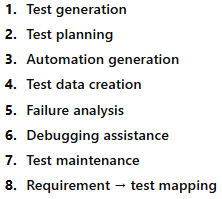 1. Test generation
2. Test planning
3. Automation generation
4. Test data creation
5. Failure analysis
6. Debugging assistance
7. Test maintenance
8. Requirement → test mapping